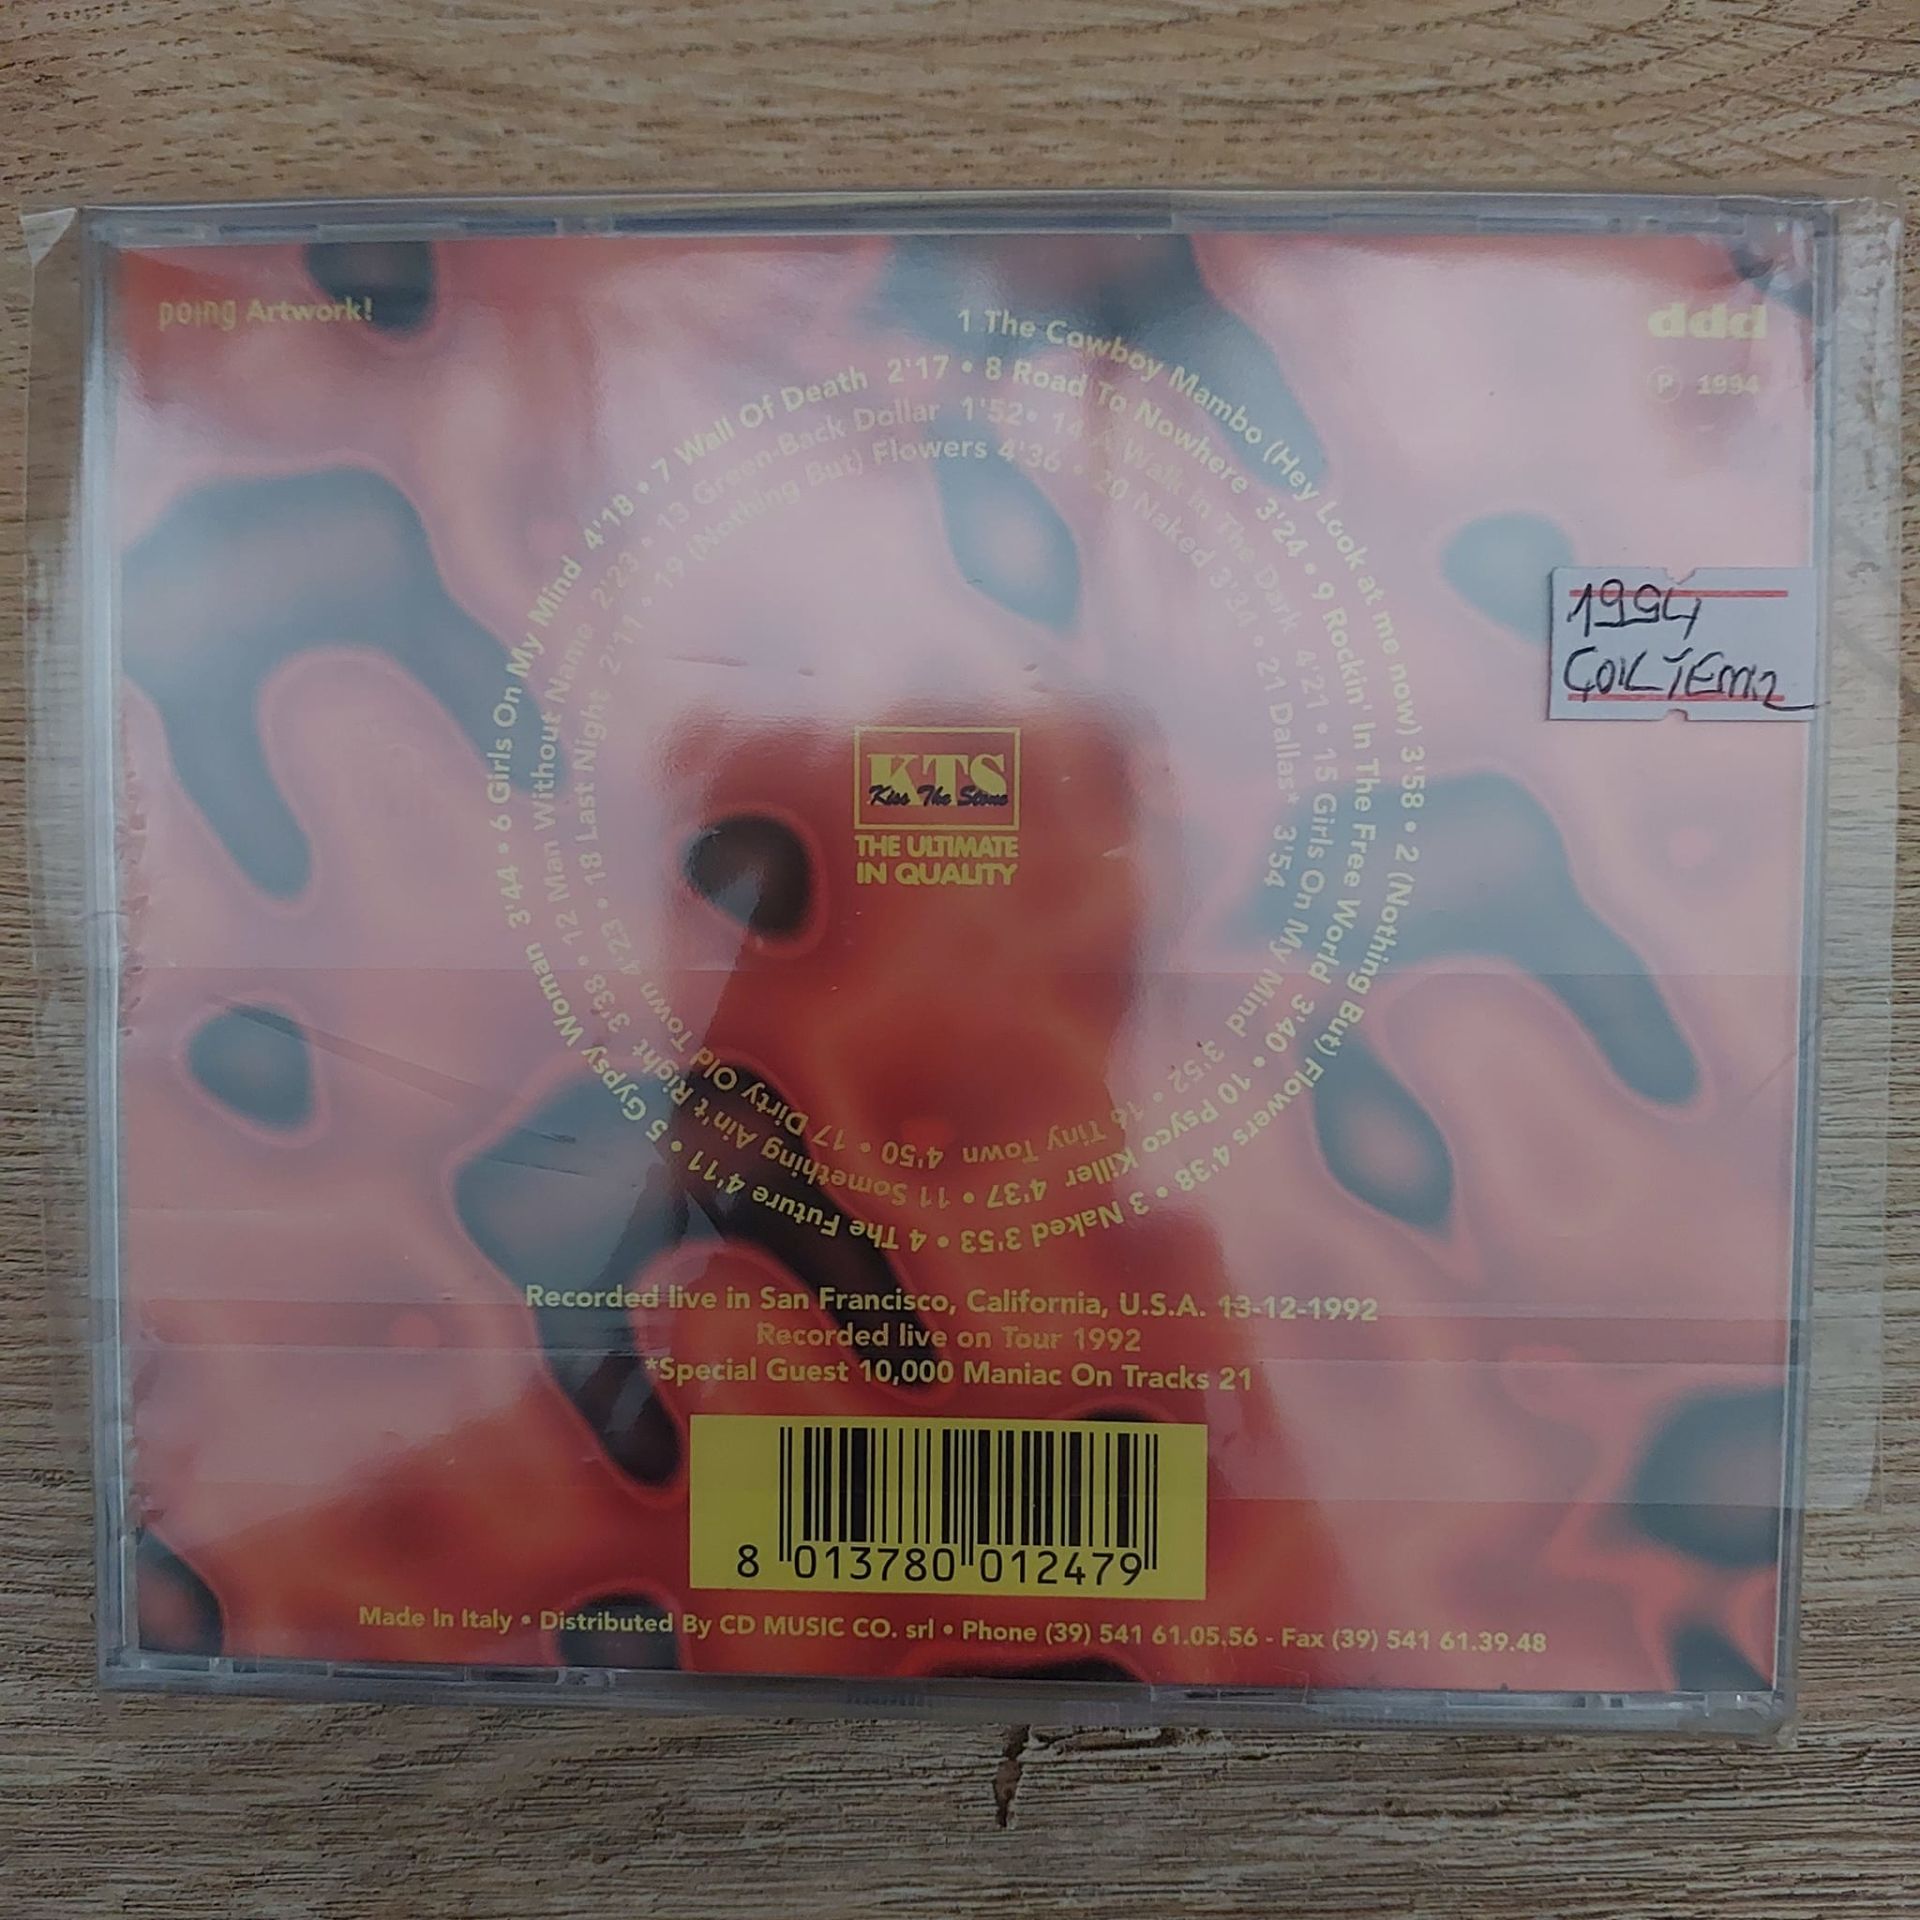 poing Artwork!
ddd
P 1994
1 The Cowboy Mambo (Hey Look at me now) 3'58 • 2 (Nothing But) Flowers 4'38 • 3 Naked 3'53 • 4 The Future 4'11 • 5 Gypsy Woman 3'44 • 6 Girls On My Mind 4'18 • 7 Wall Of Death 2'17 • 8 Road To Nowhere 3'24 • 9 Rockin' In The Free World 3'40 • 10 Psyco Killer 4'37 • 11 Something Ain't Right 3'38 • 12 Man Without Name 2'23 • 13 Green-Back Dollar 1'52 • 14 A Walk In The Dark 4'21 • 15 Girls On My Mind 3'52 • 16 Tiny Town 4'50 • 17 Dirty Old Town 4'23 • 18 Last Night 2'11 • 19 (Nothing But) Flowers 4'36 • 20 Naked 3'34 • 21 Dallas* 3'54
1994
ÇOK TEMİZ
KTS
Kiss The Stone
THE ULTIMATE
IN QUALITY
Recorded live in San Francisco, California, U.S.A. 13-12-1992
Recorded live on Tour 1992
*Special Guest 10,000 Maniac On Tracks 21
8 013780 012479
Made In Italy • Distributed By CD MUSIC CO. srl • Phone (39) 541 61.05.56 - Fax (39) 541 61.39.48